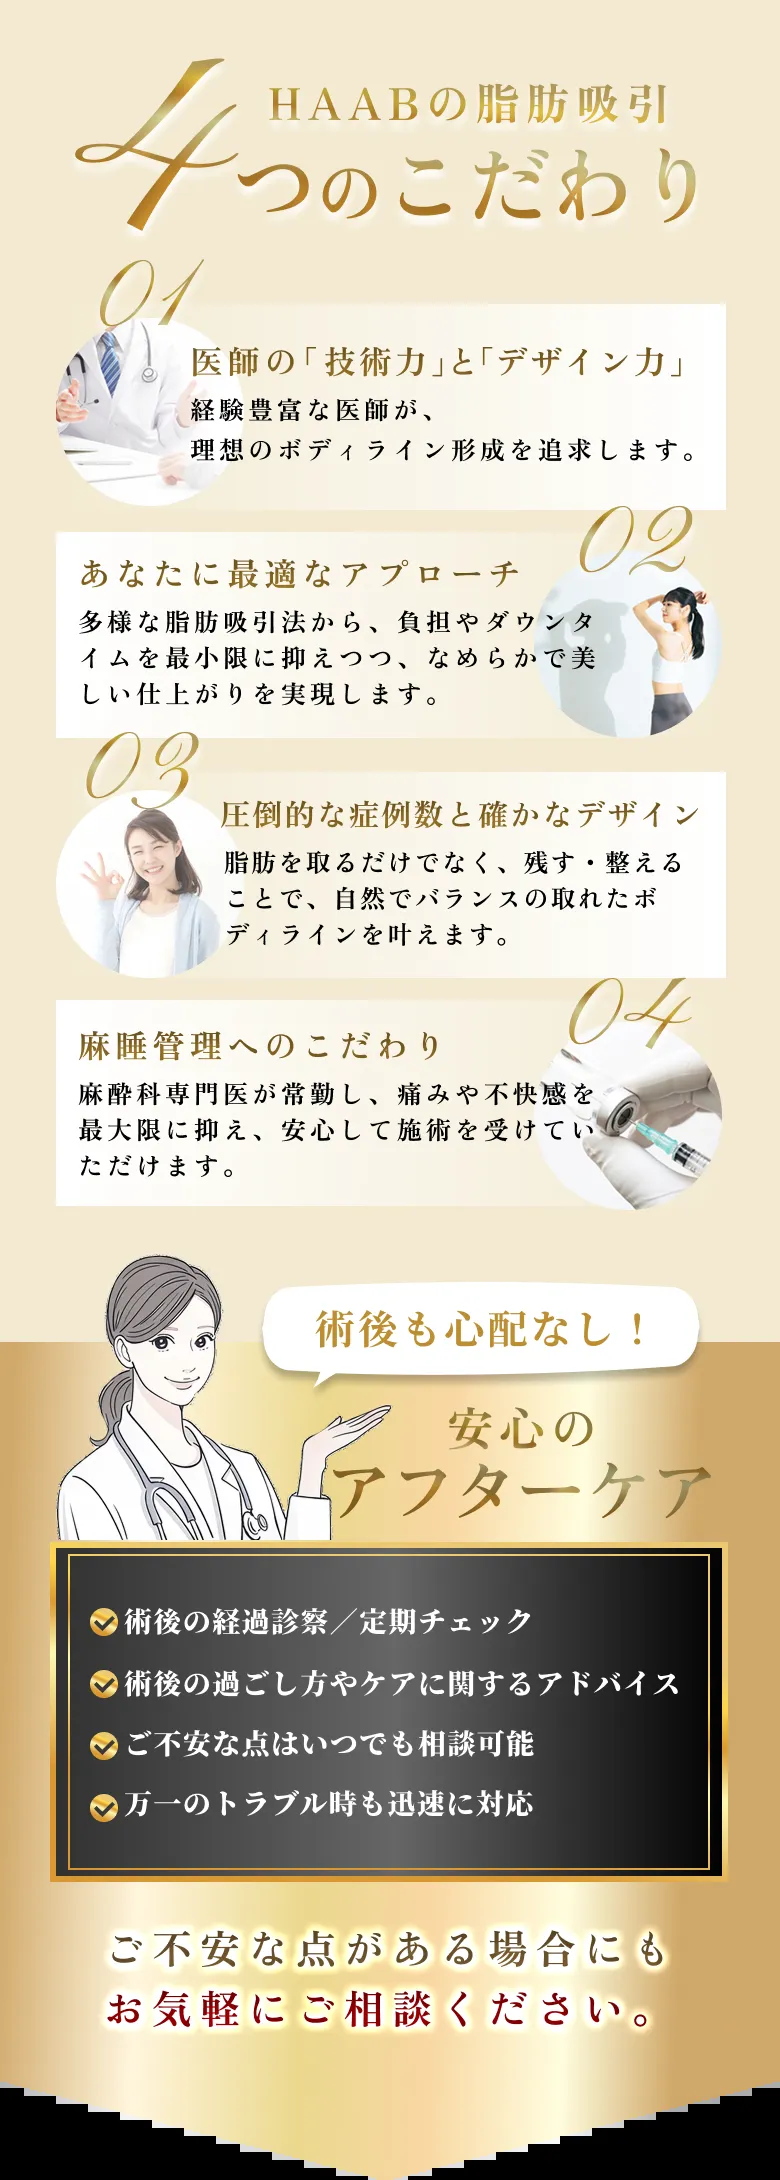 HAABの脂肪吸引
4つのこだわり
01
医師の「技術力」と「デザイン力」
経験豊富な医師が、
理想のボディライン形成を追求します。
02
あなたに最適なアプローチ
多様な脂肪吸引法から、負担やダウンタ
イムを最小限に抑えつつ、なめらかで美
しい仕上がりを実現します。
03
圧倒的な症例数と確かなデザイン
脂肪を取るだけでなく、残す・整える
ことで、自然でバランスの取れたボ
ディラインを叶えます。
04
麻睡管理へのこだわり
麻酔科専門医が常勤し、痛みや不快感を
最大限に抑え、安心して施術を受けてい
ただけます。
術後も心配なし！
安心の
アフターケア
術後の経過診察／定期チェック
術後の過ごし方やケアに関するアドバイス
ご不安な点はいつでも相談可能
万一のトラブル時も迅速に対応
ご不安な点がある場合にも
お気軽にご相談ください。